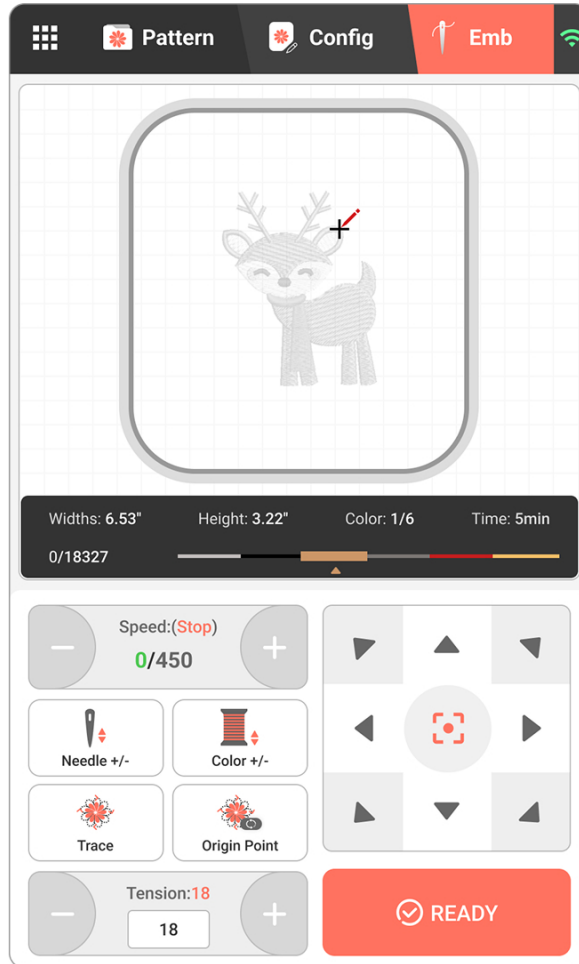 Pattern
Config
Emb
Widths: 6.53"
Height: 3.22"
Color: 1/6
Time: 5min
0/18327
Speed:(Stop)
0/450
Needle +/-
Color +/-
Trace
Origin Point
Tension:18
18
READY